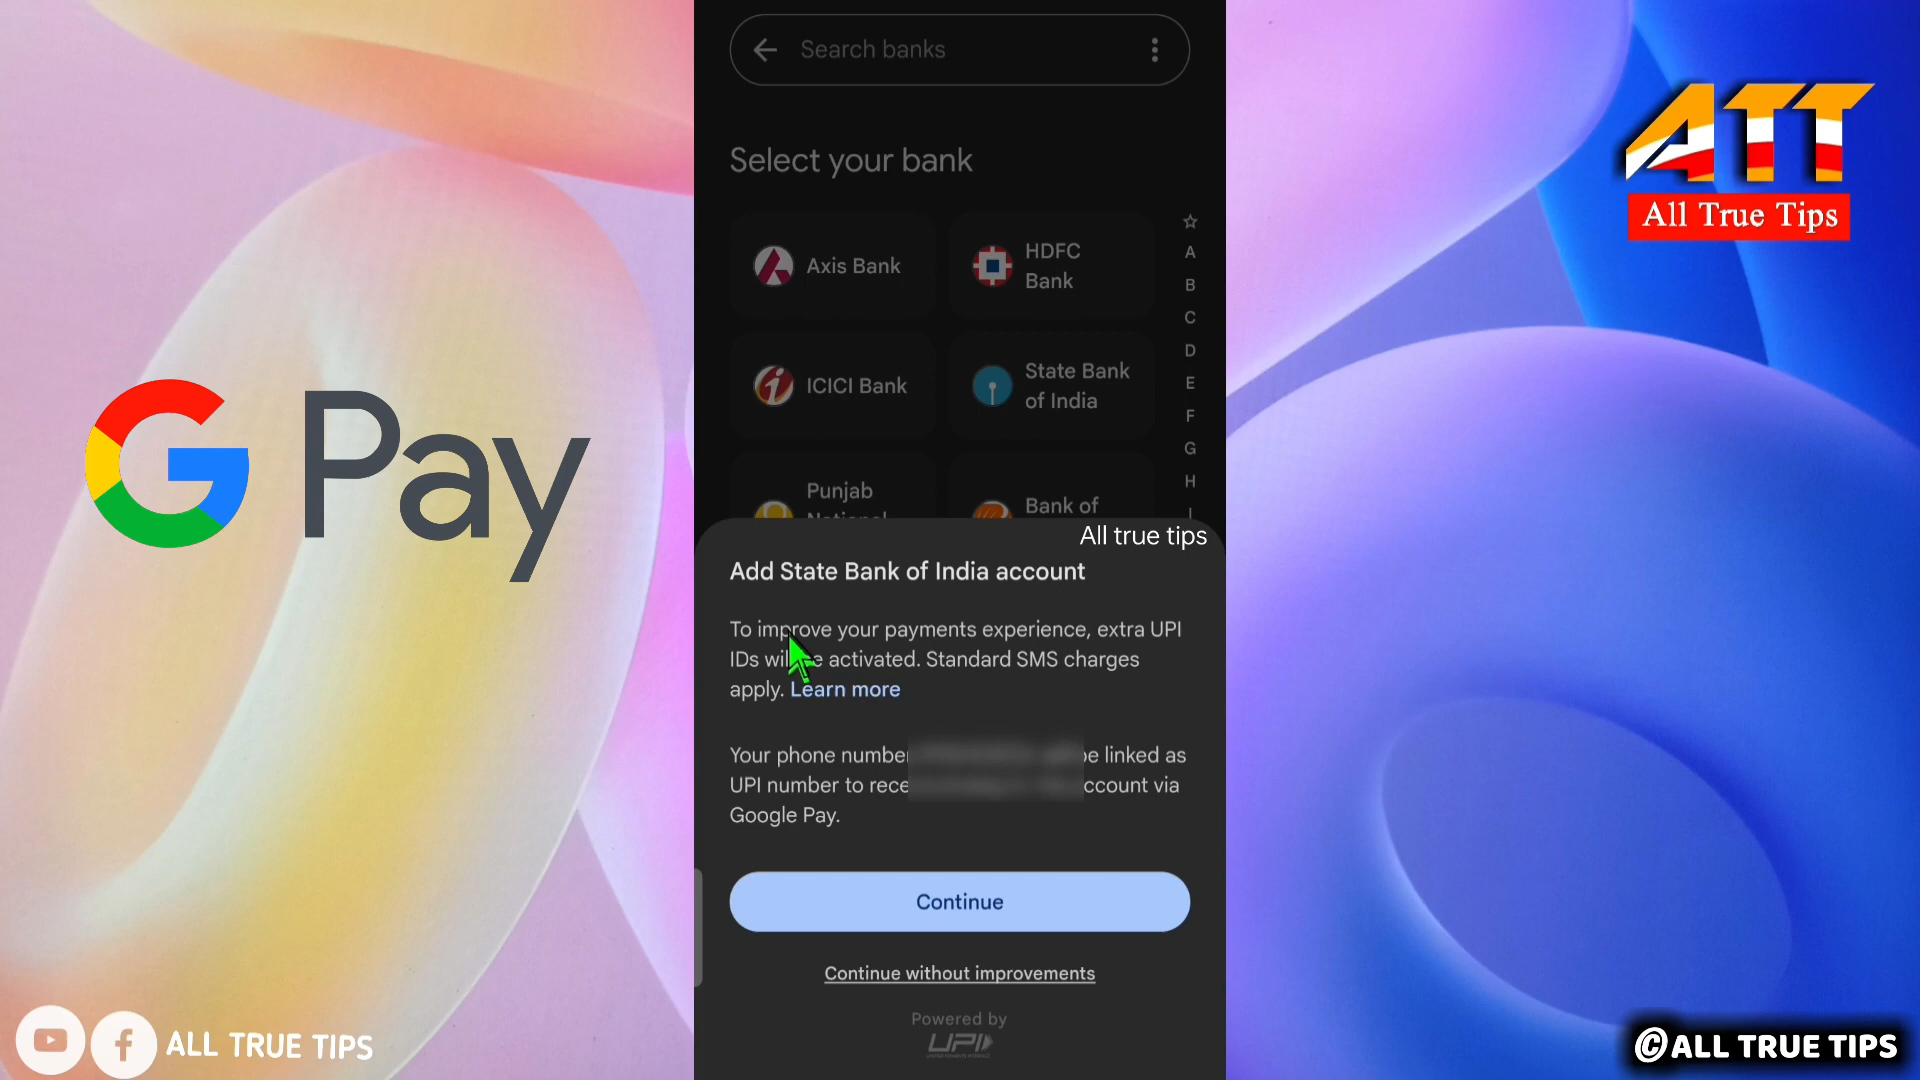 Search banks
Select your bank
Axis Bank
HDFC
Bank
ICICI Bank
State Bank
of India
Punjab
National
Bank of
☆
A
B
C
D
E
F
G
H
I
All true tips
Add State Bank of India account
To improve your payments experience, extra UPI
IDs will be activated. Standard SMS charges
apply. Learn more
Your phone number be linked as
UPI number to rece ccount via
Google Pay.
Continue
Continue without improvements
Powered by
UPI
G Pay
ATT
All True Tips
ALL TRUE TIPS
©ALL TRUE TIPS